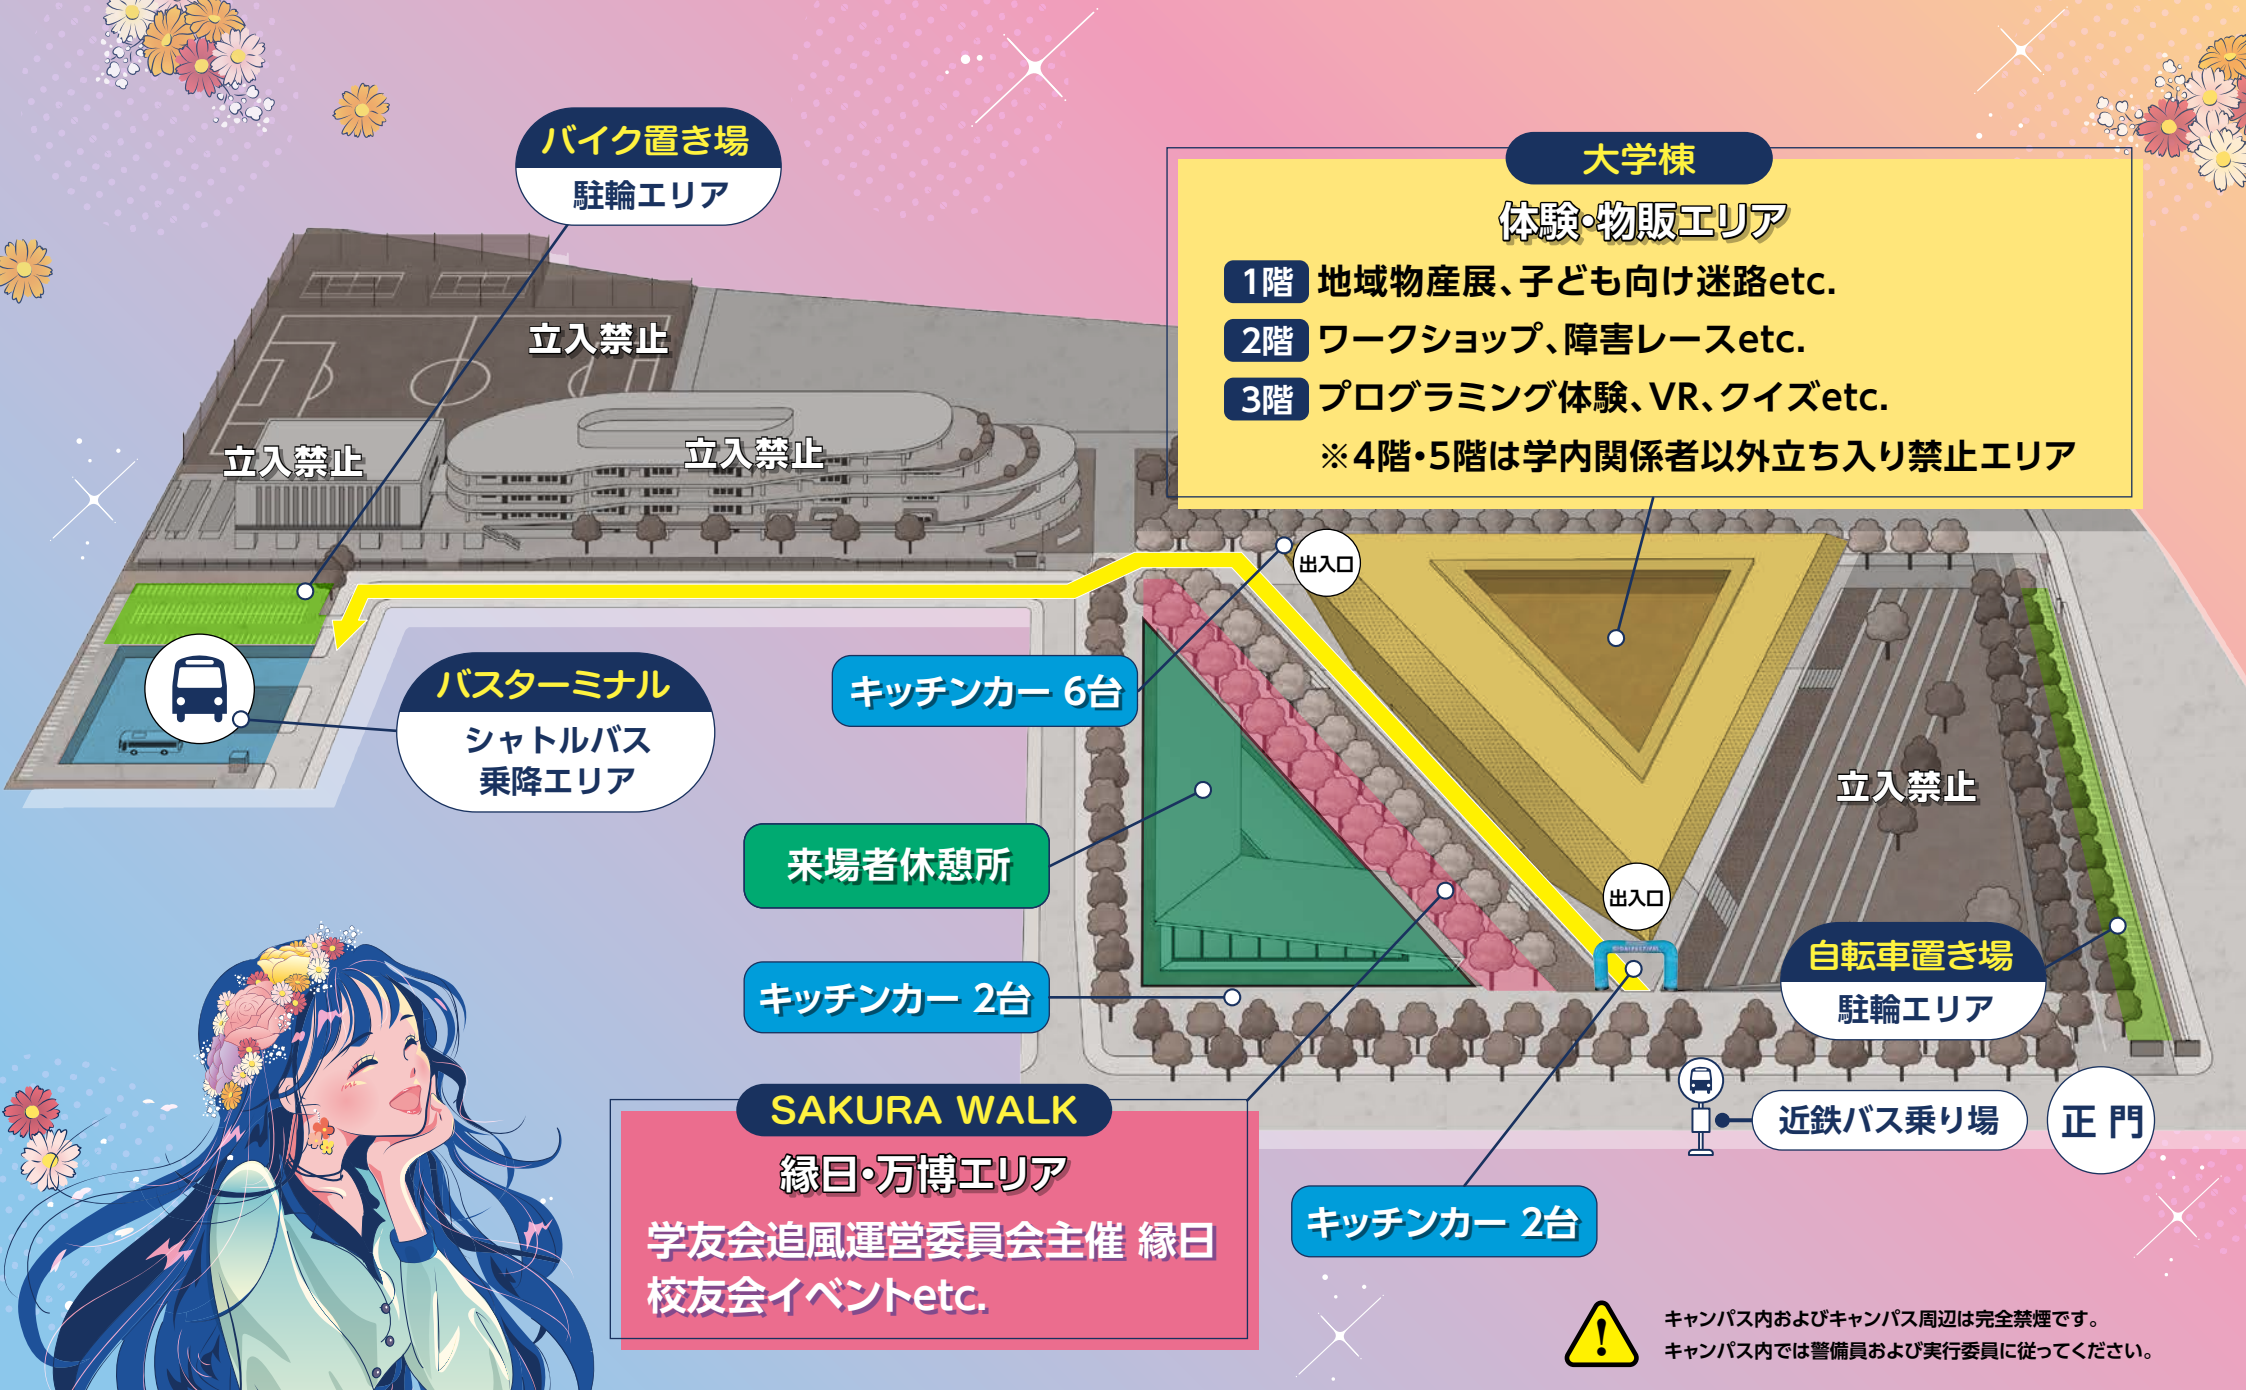 バイク置き場
駐輪エリア
大学棟
体験・物販エリア
1階 地域物産展、子ども向け迷路etc.
2階 ワークショップ、障害レースetc.
3階 プログラミング体験、VR、クイズetc.
※4階・5階は学内関係者以外立ち入り禁止エリア
立入禁止
立入禁止
立入禁止
出入口
キッチンカー 6台
バスターミナル
シャトルバス
乗降エリア
立入禁止
来場者休憩所
出入口
自転車置き場
駐輪エリア
キッチンカー 2台
SAKURA WALK
縁日・万博エリア
学友会追風運営委員会主催 縁日
校友会イベントetc.
近鉄バス乗り場
正門
キッチンカー 2台
キャンパス内およびキャンパス周辺は完全禁煙です。
キャンパス内では警備員および実行委員に従ってください。